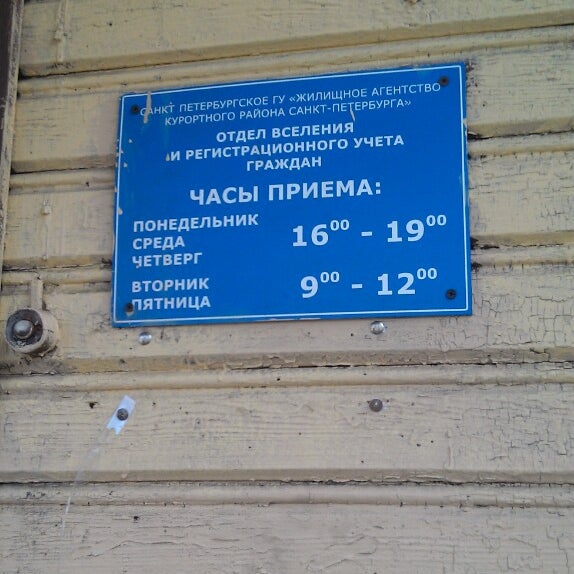 САНКТ ПЕТЕРБУРГСКОЕ ГУ «ЖИЛИЩНОЕ АГЕНТСТВО
КУРОРТНОГО РАЙОНА САНКТ-ПЕТЕРБУРГА»
ОТДЕЛ ВСЕЛЕНИЯ
И РЕГИСТРАЦИОННОГО УЧЕТА
ГРАЖДАН
ЧАСЫ ПРИЕМА:
ПОНЕДЕЛЬНИК
СРЕДА
ЧЕТВЕРГ
16⁰⁰ - 19⁰⁰
ВТОРНИК
ПЯТНИЦА
9⁰⁰ - 12⁰⁰